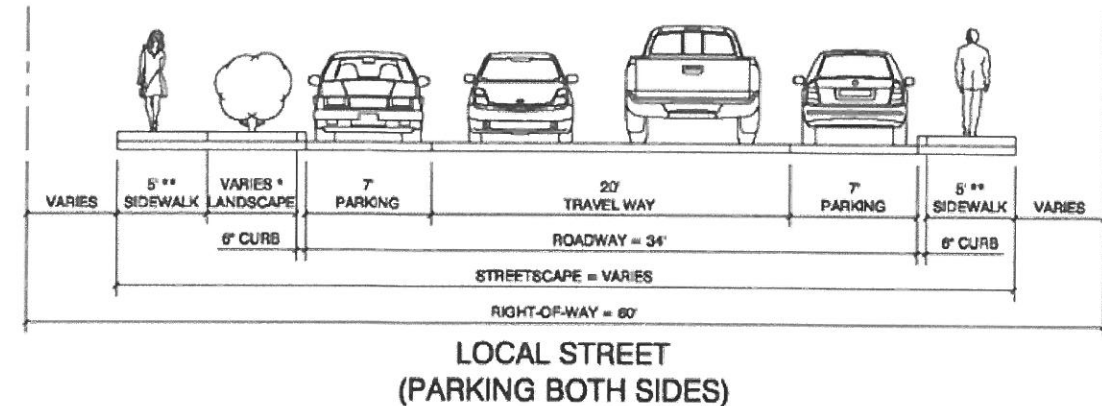 VARIES
5' **
SIDEWALK
VARIES *
LANDSCAPE
7'
PARKING
20'
TRAVEL WAY
7'
PARKING
5' **
SIDEWALK
VARIES
6" CURB
ROADWAY = 34'
6" CURB
STREETSCAPE = VARIES
RIGHT-OF-WAY = 60'
LOCAL STREET
(PARKING BOTH SIDES)